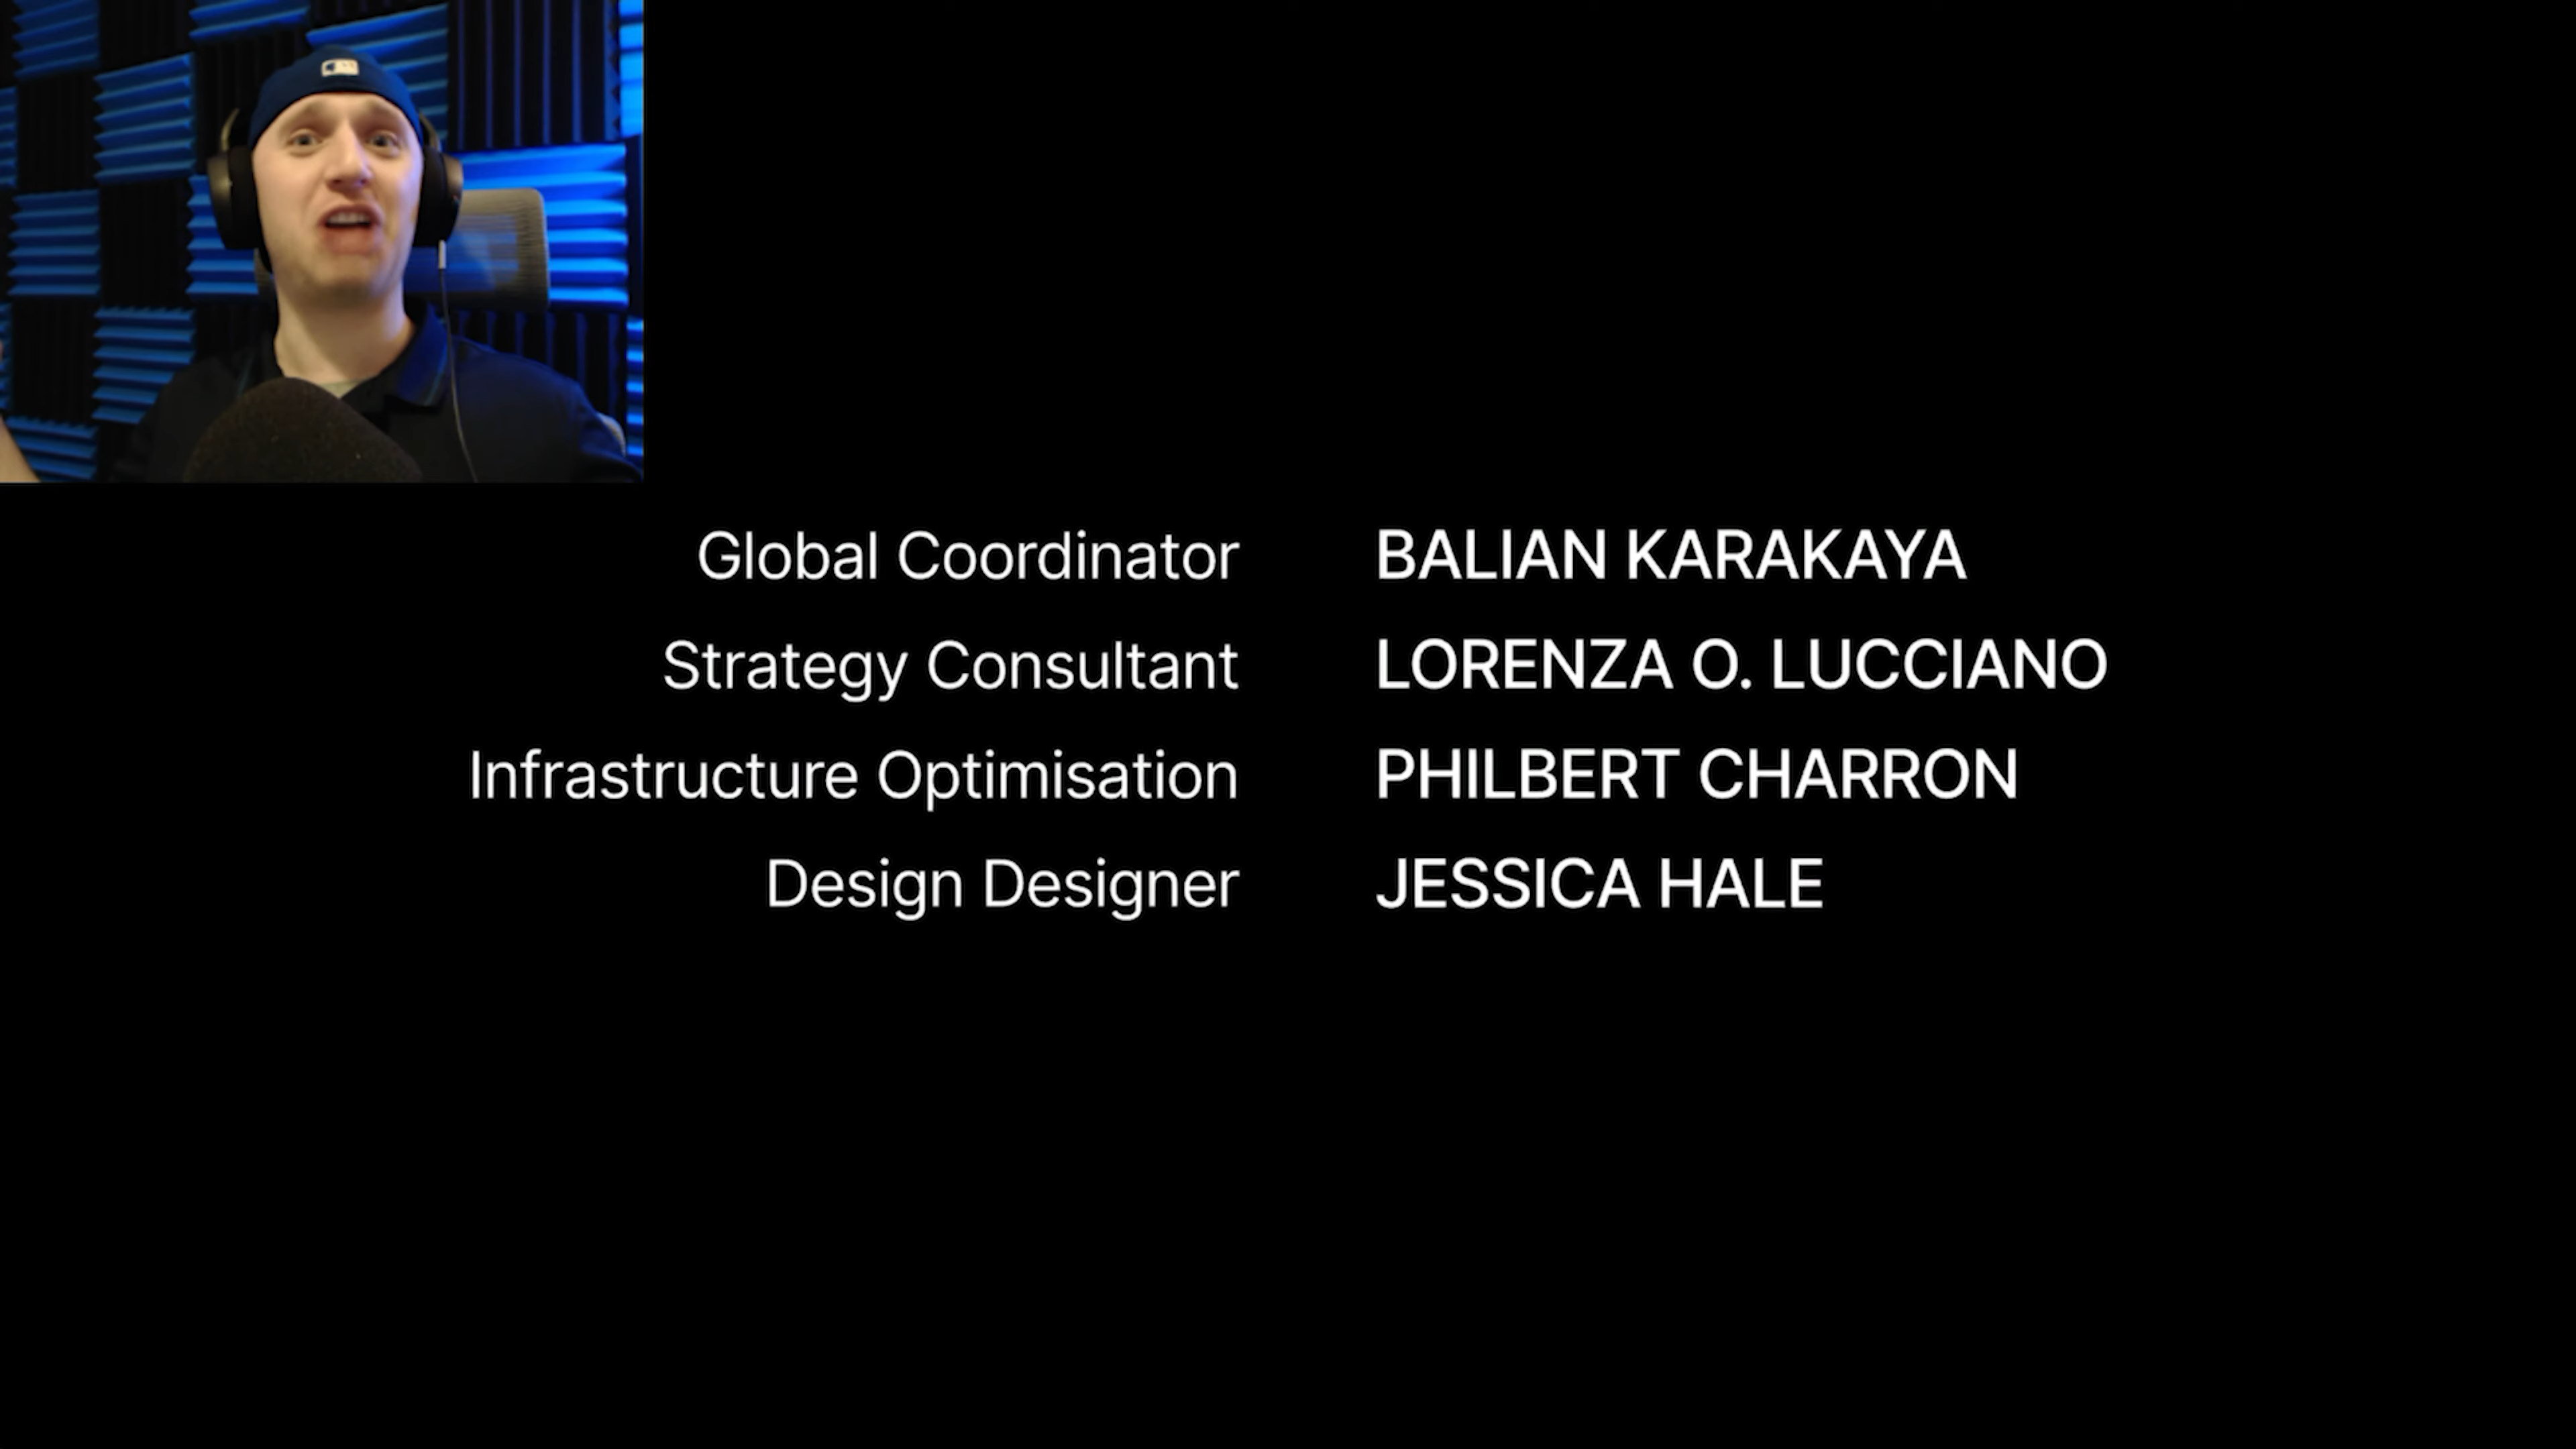 Global Coordinator BALIAN KARAKAYA
Strategy Consultant LORENZA O. LUCCIANO
Infrastructure Optimisation PHILBERT CHARRON
Design Designer JESSICA HALE